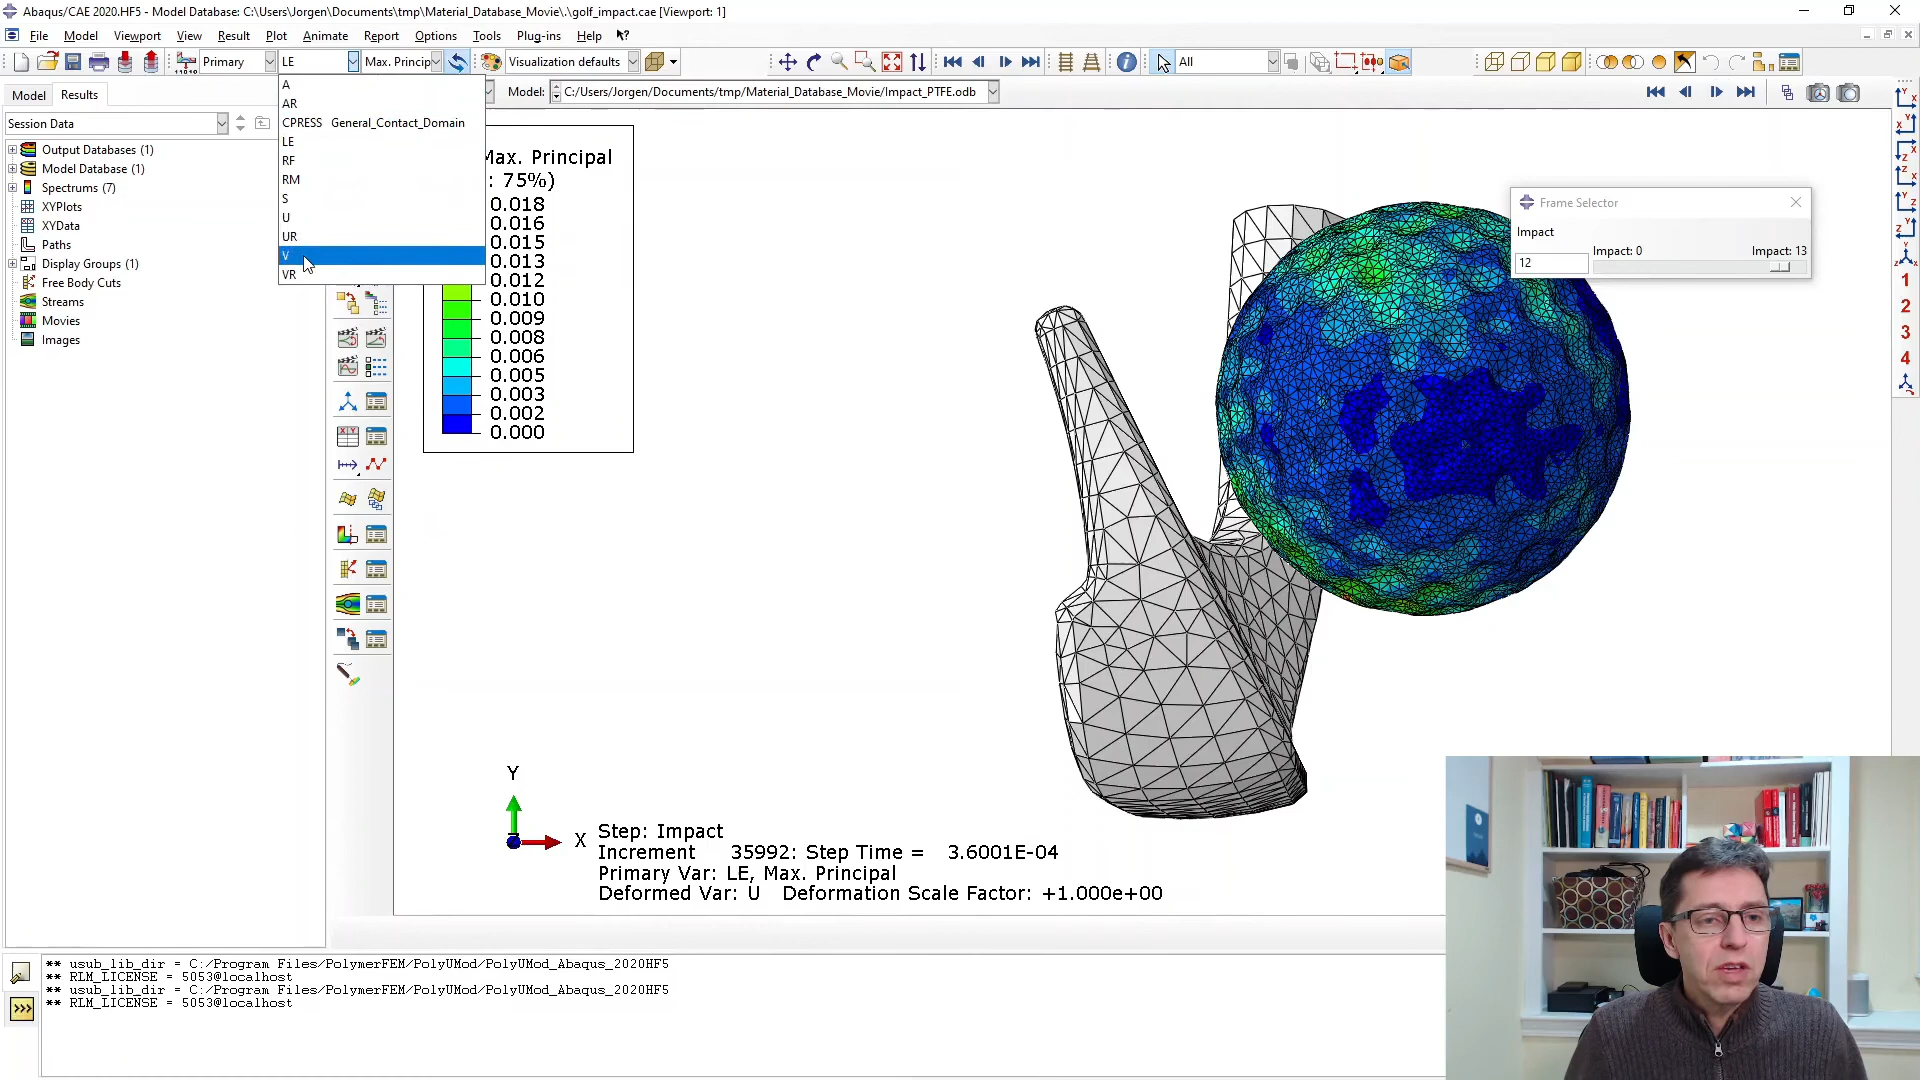 Abaqus/CAE 2020.HF5 - Model Database: C:\Users\Jorgen\Documents\tmp\Material_Database_Movie\.\golf_impact.cae [Viewport: 1]
File Model Viewport View Result Plot Animate Report Options Tools Plug-ins Help
Primary LE Max. Princip Visualization defaults All
Model Results
Model: C:/Users/Jorgen/Documents/tmp/Material_Database_Movie/Impact_PTFE.odb
Session Data
Output Databases (1)
Model Database (1)
Spectrums (7)
XYPlots
XYData
Paths
Display Groups (1)
Free Body Cuts
Streams
Movies
Images
A
AR
CPRESS General_Contact_Domain
LE
RF
RM
S
U
UR
V
VR
Max. Principal
: 75%)
0.018
0.016
0.015
0.013
0.012
0.010
0.009
0.008
0.006
0.005
0.003
0.002
0.000
Frame Selector
Impact
Impact: 0 Impact: 13
12
1
2
3
4
Y
X
Step: Impact
Increment 35992: Step Time = 3.6001E-04
Primary Var: LE, Max. Principal
Deformed Var: U Deformation Scale Factor: +1.000e+00
** usub_lib_dir = C:/Program Files/PolymerFEM/PolyUMod/PolyUMod_Abaqus_2020HF5
** RLM_LICENSE = 5053@localhost
** usub_lib_dir = C:/Program Files/PolymerFEM/PolyUMod/PolyUMod_Abaqus_2020HF5
** RLM_LICENSE = 5053@localhost
>>>